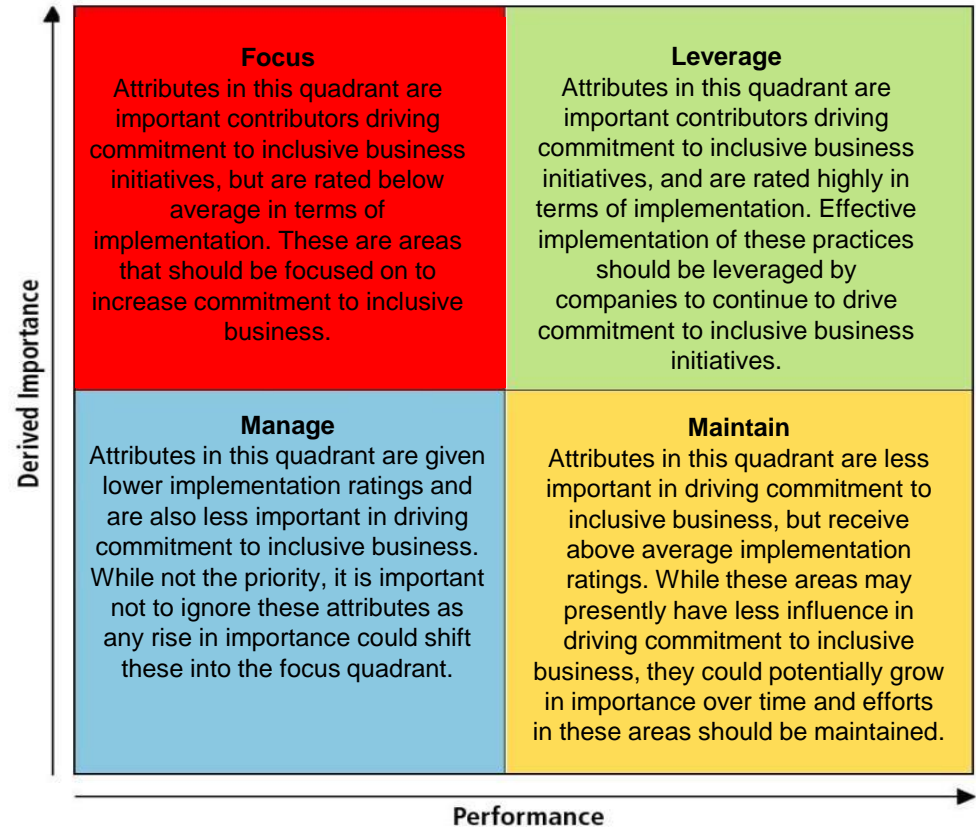 Derived Importance
Focus
Attributes in this quadrant are
important contributors driving
commitment to inclusive business
initiatives, but are rated below
average in terms of
implementation. These are areas
that should be focused on to
increase commitment to inclusive
business.
Leverage
Attributes in this quadrant are
important contributors driving
commitment to inclusive business
initiatives, and are rated highly in
terms of implementation. Effective
implementation of these practices
should be leveraged by
companies to continue to drive
commitment to inclusive business
initiatives.
Manage
Attributes in this quadrant are given
lower implementation ratings and
are also less important in driving
commitment to inclusive business.
While not the priority, it is important
not to ignore these attributes as
any rise in importance could shift
these into the focus quadrant.
Maintain
Attributes in this quadrant are less
important in driving commitment to
inclusive business, but receive
above average implementation
ratings. While these areas may
presently have less influence in
driving commitment to inclusive
business, they could potentially grow
in importance over time and efforts
in these areas should be maintained.
Performance